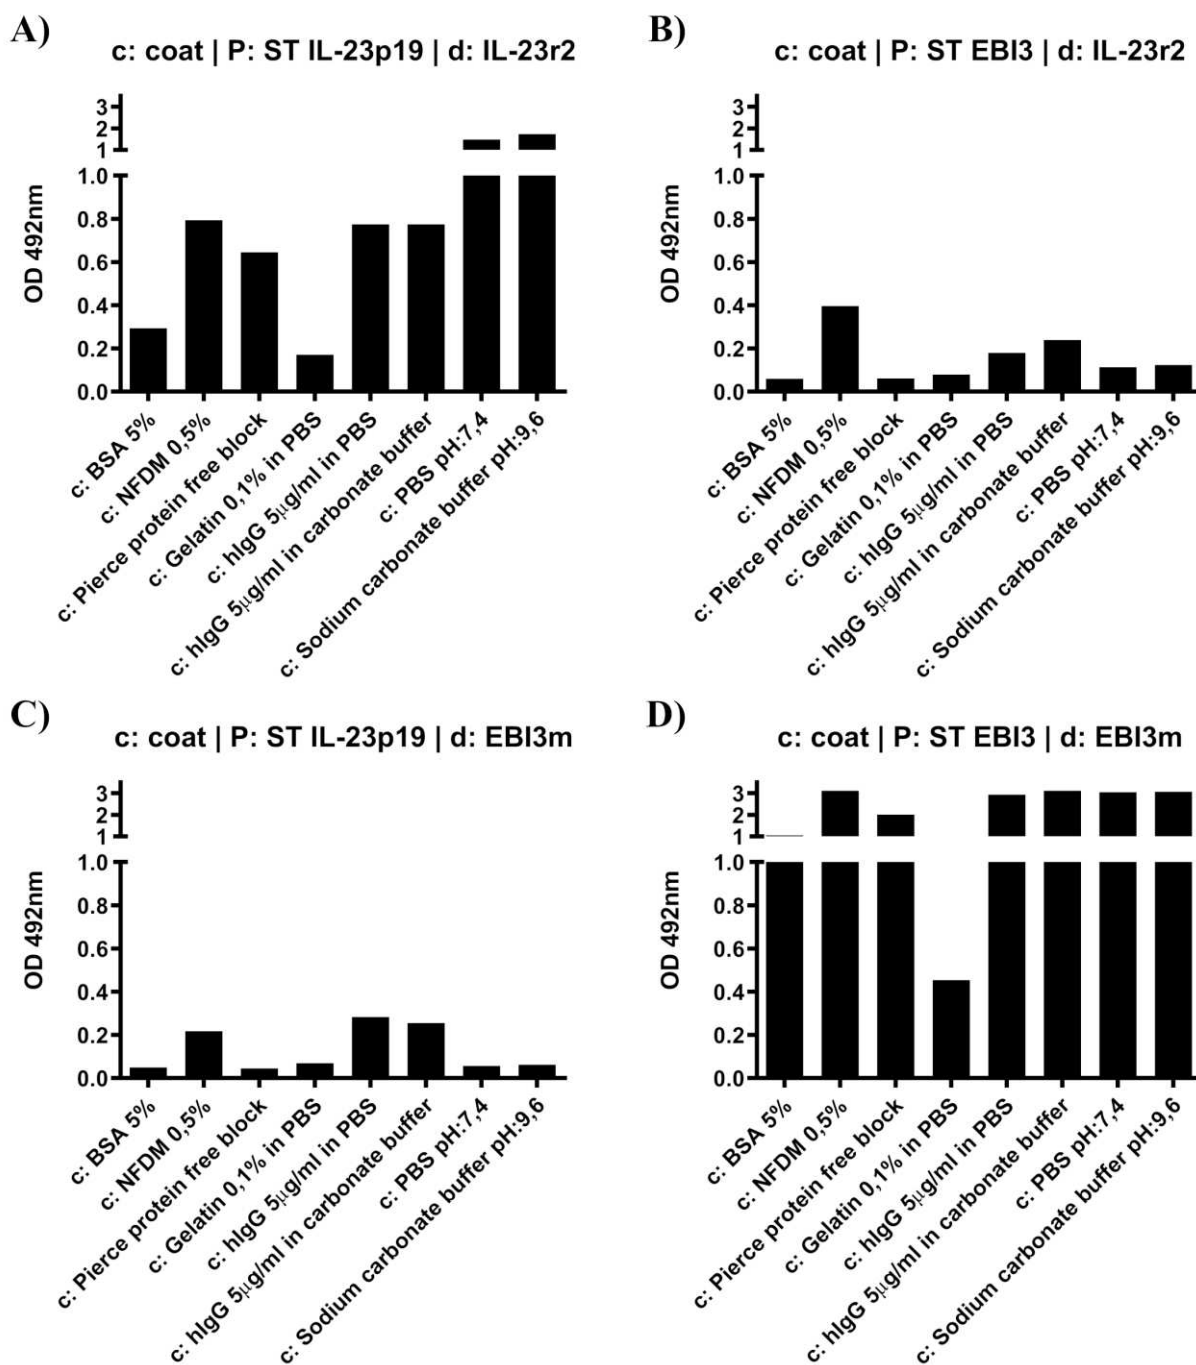 A)
c: coat | P: ST IL-23p19 | d: IL-23r2
3
2
1
1.0
0.8
0.6
0.4
0.2
0.0
OD 492nm
c: BSA 5%
c: NFDM 0,5%
c: Pierce protein free block
c: Gelatin 0,1% in PBS
c: hIgG 5µg/ml in PBS
c: hIgG 5µg/ml in carbonate buffer
c: PBS pH:7,4
c: Sodium carbonate buffer pH:9,6
B)
c: coat | P: ST EBI3 | d: IL-23r2
3
2
1
1.0
0.8
0.6
0.4
0.2
0.0
OD 492nm
c: BSA 5%
c: NFDM 0,5%
c: Pierce protein free block
c: Gelatin 0,1% in PBS
c: hIgG 5µg/ml in PBS
c: hIgG 5µg/ml in carbonate buffer
c: PBS pH:7,4
c: Sodium carbonate buffer pH:9,6
C)
c: coat | P: ST IL-23p19 | d: EBI3m
3
2
1
1.0
0.8
0.6
0.4
0.2
0.0
OD 492nm
c: BSA 5%
c: NFDM 0,5%
c: Pierce protein free block
c: Gelatin 0,1% in PBS
c: hIgG 5µg/ml in PBS
c: hIgG 5µg/ml in carbonate buffer
c: PBS pH:7,4
c: Sodium carbonate buffer pH:9,6
D)
c: coat | P: ST EBI3 | d: EBI3m
3
2
1
1.0
0.8
0.6
0.4
0.2
0.0
OD 492nm
c: BSA 5%
c: NFDM 0,5%
c: Pierce protein free block
c: Gelatin 0,1% in PBS
c: hIgG 5µg/ml in PBS
c: hIgG 5µg/ml in carbonate buffer
c: PBS pH:7,4
c: Sodium carbonate buffer pH:9,6